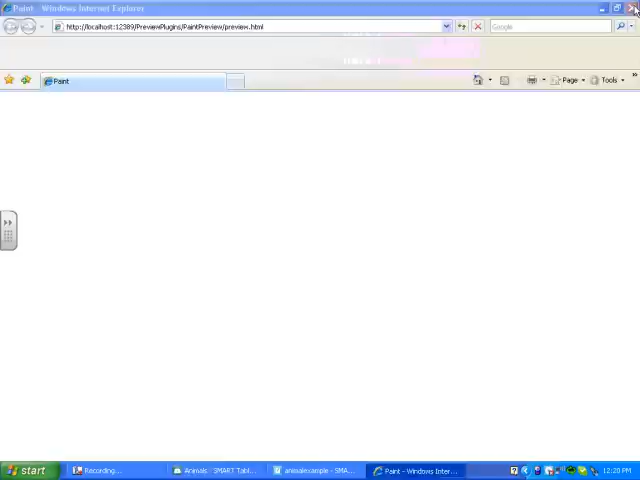 Paint - Windows Internet Explorer
http://localhost:12389/PreviewPlugins/PaintPreview/preview.html
Google
Paint
Page
Tools
start
Recording...
Animals - SMART Tabl...
animalexample - SMA...
Paint - Windows Inter...
12:20 PM